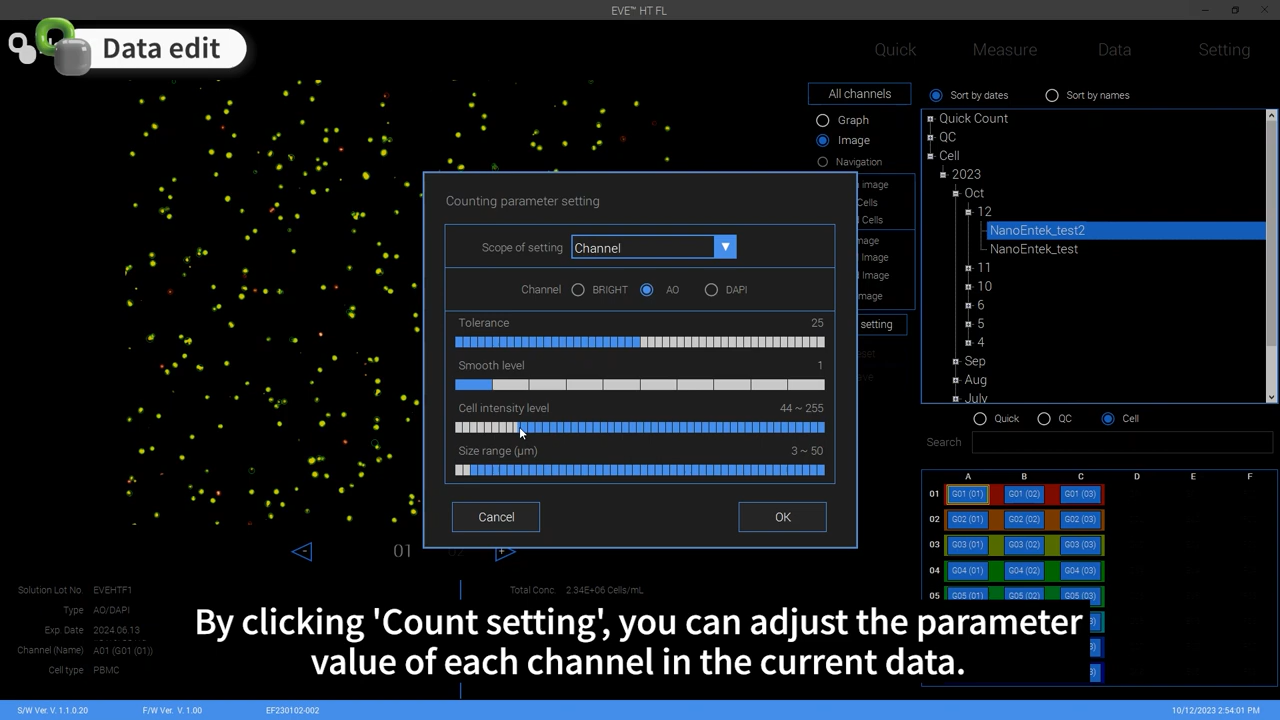 EVE™ HT FL
Data edit
Quick
Measure
Data
Setting
All channels
Graph
Image
Navigation
image
Cells
Cells
image
Image
Image
image
setting
Sort by dates
Sort by names
Quick Count
QC
Cell
2023
Oct
12
NanoEntek_test2
NanoEntek_test
11
10
6
5
4
Sep
Aug
July
Quick
QC
Cell
Search
Counting parameter setting
Scope of setting
Channel
Channel
BRIGHT
AO
DAPI
Tolerance
25
Smooth level
1
Cell intensity level
44 ~ 255
Size range (µm)
3 ~ 50
Cancel
OK
01
A B C D E F
01 G01 (01) G01 (02) G01 (03)
02 G02 (01) G02 (02) G02 (03)
03 G03 (01) G03 (02) G03 (03)
04 G04 (01) G04 (02) G04 (03)
05 G05 (01) G05 (02) G05 (03)
Solution Lot No EVEHTF1
Type AO/DAPI
Exp. Date 2024.06.13
Channel (Name) A01 (G01 (01))
Cell type PBMC
Total Conc. 2.34E+06 Cells/mL
By clicking 'Count setting', you can adjust the parameter
value of each channel in the current data.
S/W Ver. V. 1.1.0.20
F/W Ver. V. 1.00
EF230102-002
10/12/2023 2:54:01 PM